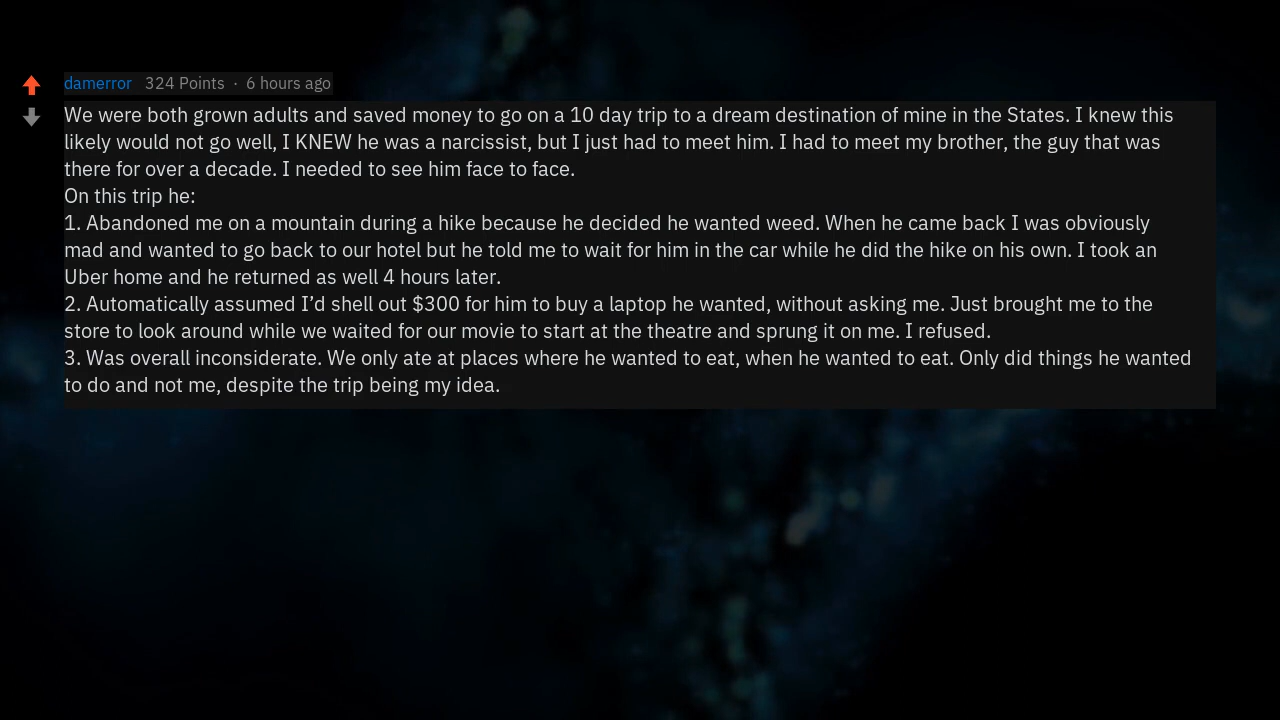 damerror 324 Points · 6 hours ago
We were both grown adults and saved money to go on a 10 day trip to a dream destination of mine in the States. I knew this
likely would not go well, I KNEW he was a narcissist, but I just had to meet him. I had to meet my brother, the guy that was
there for over a decade. I needed to see him face to face.
On this trip he:
1. Abandoned me on a mountain during a hike because he decided he wanted weed. When he came back I was obviously
mad and wanted to go back to our hotel but he told me to wait for him in the car while he did the hike on his own. I took an
Uber home and he returned as well 4 hours later.
2. Automatically assumed I’d shell out $300 for him to buy a laptop he wanted, without asking me. Just brought me to the
store to look around while we waited for our movie to start at the theatre and sprung it on me. I refused.
3. Was overall inconsiderate. We only ate at places where he wanted to eat, when he wanted to eat. Only did things he wanted
to do and not me, despite the trip being my idea.